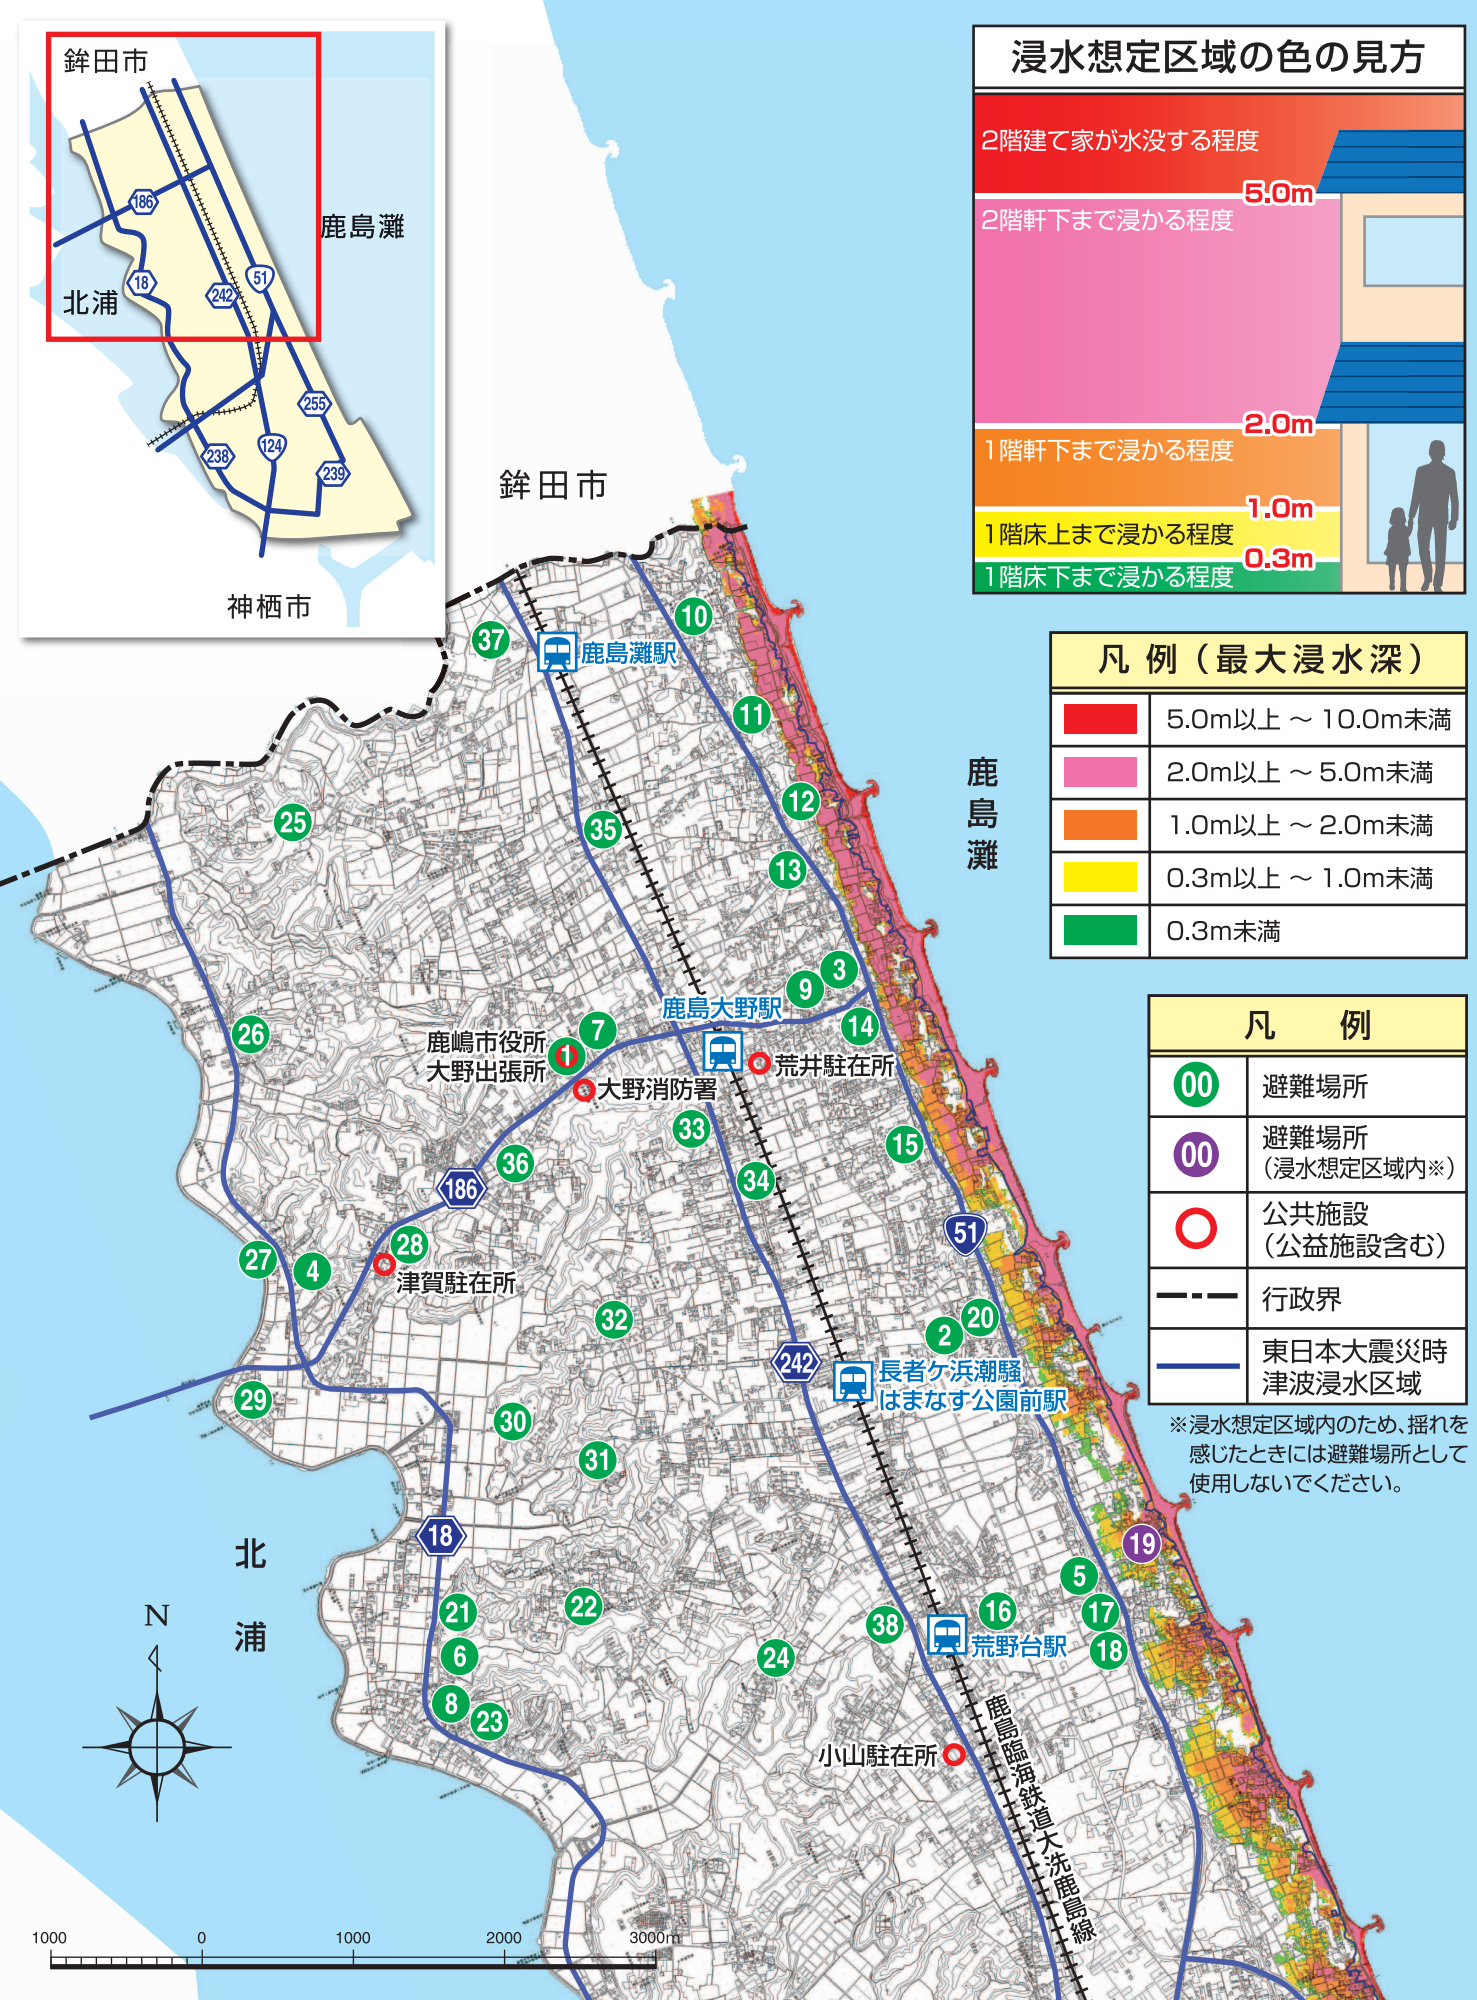 鉾田市
186
鹿島灘
18
242
51
北浦
255
238
124
239
神栖市
浸水想定区域の色の見方
2階建て家が水没する程度
5.0m
2階軒下まで浸かる程度
2.0m
1階軒下まで浸かる程度
1.0m
1階床上まで浸かる程度
0.3m
1階床下まで浸かる程度
凡 例（最大浸水深）
5.0m以上 ～ 10.0m未満
2.0m以上 ～ 5.0m未満
1.0m以上 ～ 2.0m未満
0.3m以上 ～ 1.0m未満
0.3m未満
凡 例
00 避難場所
00 避難場所
（浸水想定区域内※）
公共施設
（公益施設含む）
行政界
東日本大震災時
津波浸水区域
※浸水想定区域内のため、揺れを
感じたときには避難場所として
使用しないでください。
鉾田市
10
37
鹿島灘駅
11
鹿島灘
12
25
35
13
3
9
鹿島大野駅
14
26
7
鹿嶋市役所
大野出張所
1
荒井駐在所
大野消防署
33
15
36
34
186
51
28
27
4
津賀駐在所
32
20
2
242
長者ケ浜潮騒
はまなす公園前駅
29
30
31
18
19
北浦
5
21
22
16
17
38
荒野台駅
18
6
24
8
23
小山駐在所
鹿島臨海鉄道大洗鹿島線
N
1000 0 1000 2000 3000m